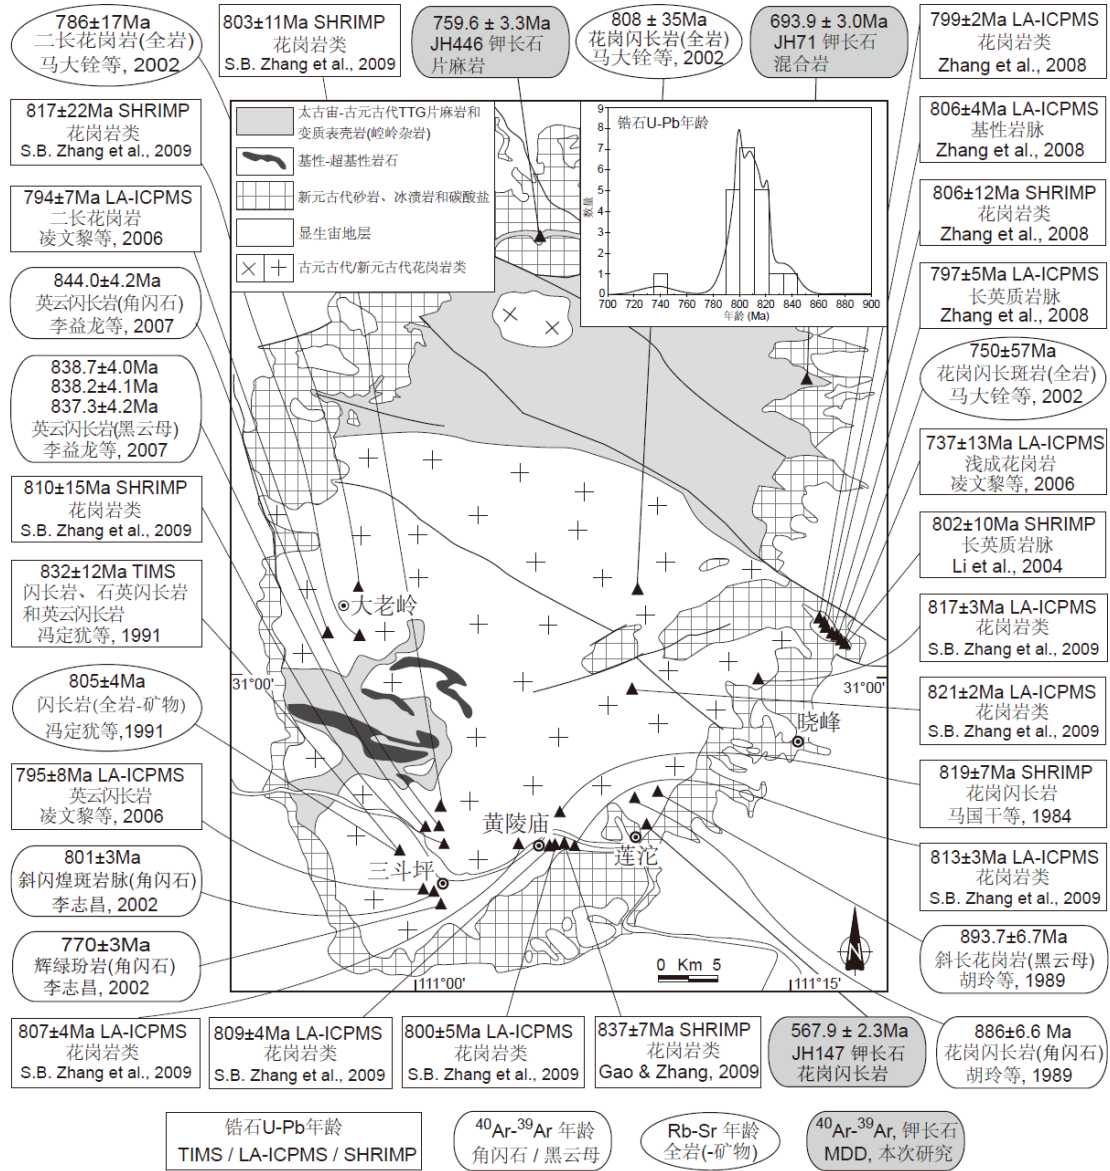 786±17Ma
二长花岗岩(全岩)
马大铨等, 2002
803±11Ma SHRIMP
花岗岩类
S.B. Zhang et al., 2009
759.6 ± 3.3Ma
JH446 钾长石
片麻岩
808 ± 35Ma
花岗闪长岩(全岩)
马大铨等, 2002
693.9 ± 3.0Ma
JH71 钾长石
混合岩
799±2Ma LA-ICPMS
花岗岩类
Zhang et al., 2008
817±22Ma SHRIMP
花岗岩类
S.B. Zhang et al., 2009
794±7Ma LA-ICPMS
二长花岗岩
凌文黎等, 2006
844.0±4.2Ma
英云闪长岩(角闪石)
李益龙等, 2007
838.7±4.0Ma
838.2±4.1Ma
837.3±4.2Ma
英云闪长岩(黑云母)
李益龙等, 2007
810±15Ma SHRIMP
花岗岩类
S.B. Zhang et al., 2009
832±12Ma TIMS
闪长岩、石英闪长岩
和英云闪长岩
冯定犹等, 1991
805±4Ma
闪长岩(全岩-矿物)
冯定犹等,1991
795±8Ma LA-ICPMS
英云闪长岩
凌文黎等, 2006
801±3Ma
斜闪煌斑岩脉(角闪石)
李志昌, 2002
770±3Ma
辉绿玢岩(角闪石)
李志昌, 2002
太古宙-古元古代TTG片麻岩和
变质表壳岩(崆岭杂岩)
基性-超基性岩石
新元古代砂岩、冰渍岩和碳酸盐
显生宙地层
古元古代/新元古代花岗岩类
锆石U-Pb年龄
数量
9
8
7
6
5
4
3
2
1
0
700 720 740 760 780 800 820 840 860 880 900
年龄 (Ma)
大老岭
31°00′
31°00′
晓峰
黄陵庙
莲沱
三斗坪
0 Km 5
111°00′
111°15′
806±4Ma LA-ICPMS
基性岩脉
Zhang et al., 2008
806±12Ma SHRIMP
花岗岩类
Zhang et al., 2008
797±5Ma LA-ICPMS
长英质岩脉
Zhang et al., 2008
750±57Ma
花岗闪长斑岩(全岩)
马大铨等, 2002
737±13Ma LA-ICPMS
浅成花岗岩
凌文黎等, 2006
802±10Ma SHRIMP
长英质岩脉
Li et al., 2004
817±3Ma LA-ICPMS
花岗岩类
S.B. Zhang et al., 2009
821±2Ma LA-ICPMS
花岗岩类
S.B. Zhang et al., 2009
819±7Ma SHRIMP
花岗闪长岩
马国干等, 1984
813±3Ma LA-ICPMS
花岗岩类
S.B. Zhang et al., 2009
893.7±6.7Ma
斜长花岗岩(黑云母)
胡玲等, 1989
807±4Ma LA-ICPMS
花岗岩类
S.B. Zhang et al., 2009
809±4Ma LA-ICPMS
花岗岩类
S.B. Zhang et al., 2009
800±5Ma LA-ICPMS
花岗岩类
S.B. Zhang et al., 2009
837±7Ma SHRIMP
花岗岩类
Gao & Zhang, 2009
567.9 ± 2.3Ma
JH147 钾长石
花岗闪长岩
886±6.6 Ma
花岗闪长岩(角闪石)
胡玲等, 1989
锆石U-Pb年龄
TIMS / LA-ICPMS / SHRIMP
⁴⁰Ar-³⁹Ar 年龄
角闪石 / 黑云母
Rb-Sr 年龄
全岩(-矿物)
⁴⁰Ar-³⁹Ar, 钾长石
MDD, 本次研究